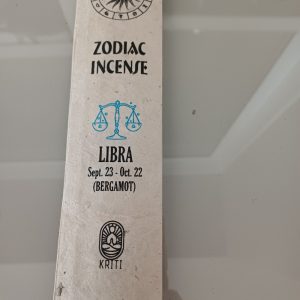 ZODIAC
INCENSE
LIBRA
Sept. 23 - Oct. 22
(BERGAMOT)
KRITI